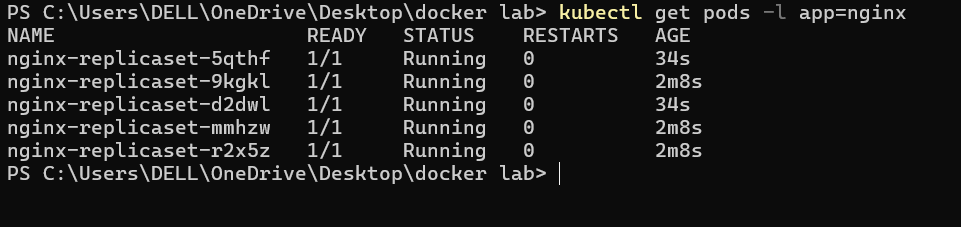 PS C:\Users\DELL\OneDrive\Desktop\docker lab> kubectl get pods -l app=nginx
NAME                     READY   STATUS    RESTARTS   AGE
nginx-replicaset-5qthf   1/1     Running   0          34s
nginx-replicaset-9kgkl   1/1     Running   0          2m8s
nginx-replicaset-d2dwl   1/1     Running   0          34s
nginx-replicaset-mmhzw   1/1     Running   0          2m8s
nginx-replicaset-r2x5z   1/1     Running   0          2m8s
PS C:\Users\DELL\OneDrive\Desktop\docker lab>